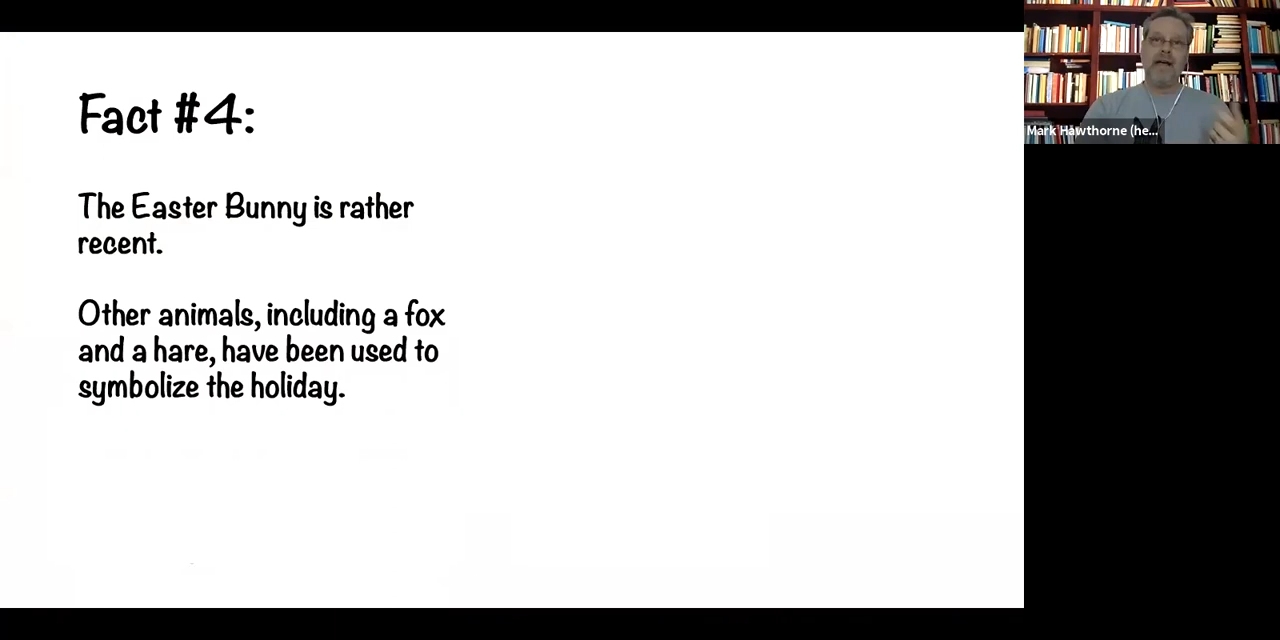 Fact #4:
The Easter Bunny is rather
recent.
Other animals, including a fox
and a hare, have been used to
symbolize the holiday.
Mark Hawthorne (he...